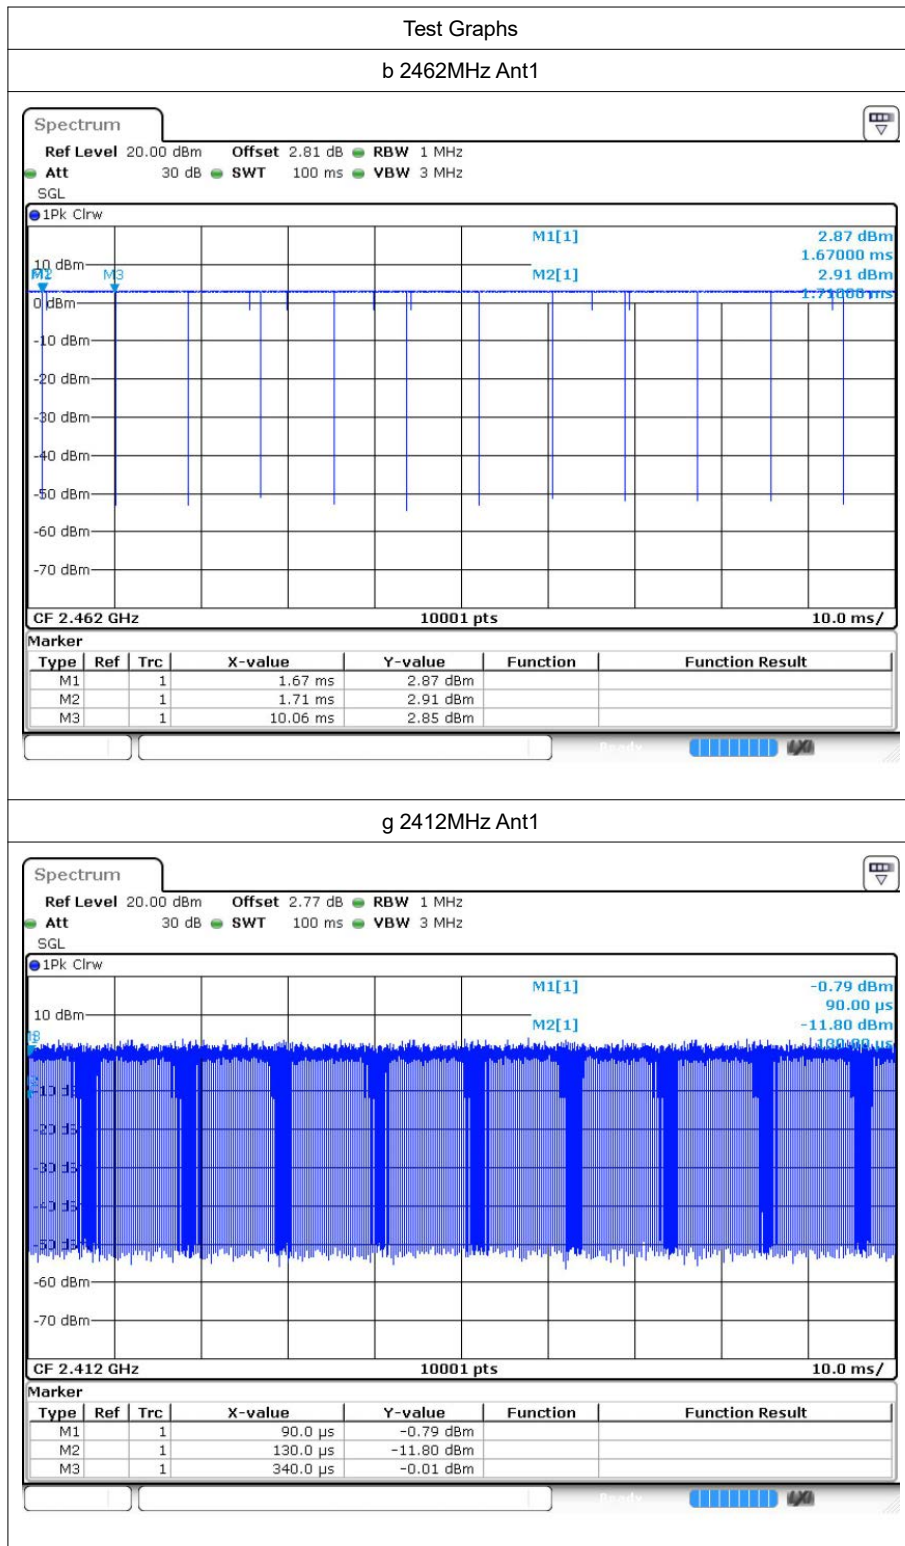 Test Graphs
b 2462MHz Ant1
Spectrum
Ref Level 20.00 dBm Offset 2.81 dB RBW 1 MHz
Att 30 dB SWT 100 ms VBW 3 MHz
SGL
1Pk Clrw
M1[1] 2.87 dBm
1.67000 ms
10 dBm
M3
M2[1] 2.91 dBm
1.71000 ms
0 dBm
-10 dBm
-20 dBm
-30 dBm
-40 dBm
-50 dBm
-60 dBm
-70 dBm
CF 2.462 GHz 10001 pts 10.0 ms/
Marker
Type Ref Trc X-value Y-value Function Function Result
M1 1 1.67 ms 2.87 dBm
M2 1 1.71 ms 2.91 dBm
M3 1 10.06 ms 2.85 dBm
Ready
g 2412MHz Ant1
Spectrum
Ref Level 20.00 dBm Offset 2.77 dB RBW 1 MHz
Att 30 dB SWT 100 ms VBW 3 MHz
SGL
1Pk Clrw
M1[1] -0.79 dBm
90.00 µs
10 dBm
M2[1] -11.80 dBm
130.00 µs
-60 dBm
-70 dBm
CF 2.412 GHz 10001 pts 10.0 ms/
Marker
Type Ref Trc X-value Y-value Function Function Result
M1 1 90.0 µs -0.79 dBm
M2 1 130.0 µs -11.80 dBm
M3 1 340.0 µs -0.01 dBm
Ready